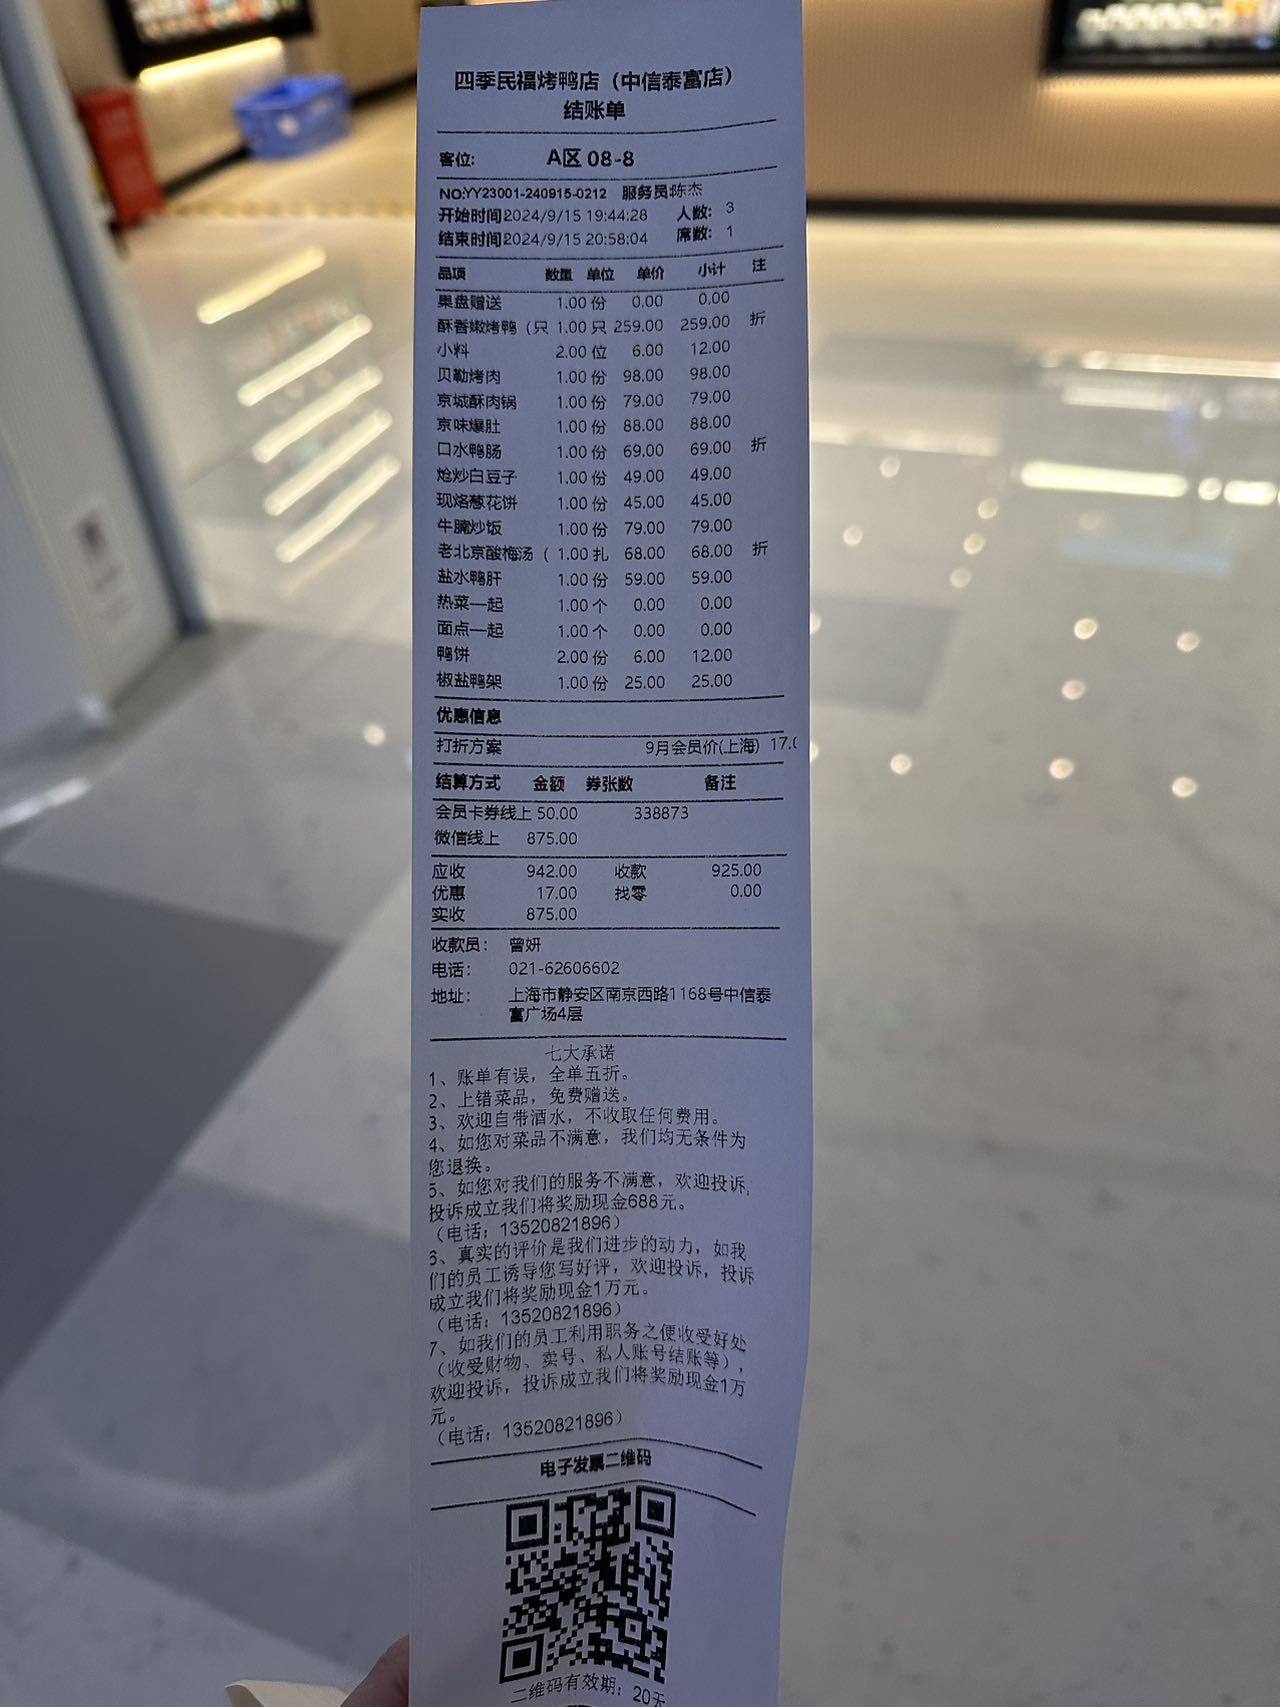 四季民福烤鸭店（中信泰富店）
结账单
客位: A区 08-8
NO:YY23001-240915-0212 服务员:陈杰
开始时间2024/9/15 19:44:28 人数: 3
结束时间2024/9/15 20:58:04 席数: 1
品项 数量 单位 单价 小计 注
果盘赠送 1.00 份 0.00 0.00
酥香嫩烤鸭（只 1.00 只 259.00 259.00 折
小料 2.00 位 6.00 12.00
贝勒烤肉 1.00 份 98.00 98.00
京城酥肉锅 1.00 份 79.00 79.00
京味爆肚 1.00 份 88.00 88.00
口水鸭肠 1.00 份 69.00 69.00 折
炝炒白豆子 1.00 份 49.00 49.00
现烙葱花饼 1.00 份 45.00 45.00
牛腩炒饭 1.00 份 79.00 79.00
老北京酸梅汤（ 1.00 扎 68.00 68.00 折
盐水鸭肝 1.00 份 59.00 59.00
热菜一起 1.00 个 0.00 0.00
面点一起 1.00 个 0.00 0.00
鸭饼 2.00 份 6.00 12.00
椒盐鸭架 1.00 份 25.00 25.00
优惠信息
打折方案 9月会员价(上海) 17.0
结算方式 金额 券张数 备注
会员卡券线上 50.00 338873
微信线上 875.00
应收 942.00 收款 925.00
优惠 17.00 找零 0.00
实收 875.00
收款员: 曾妍
电话: 021-62606602
地址: 上海市静安区南京西路1168号中信泰
富广场4层
七大承诺
1、账单有误，全单五折。
2、上错菜品，免费赠送。
3、欢迎自带酒水，不收取任何费用。
4、如您对菜品不满意，我们均无条件为
您退换。
5、如您对我们的服务不满意，欢迎投诉,
投诉成立我们将奖励现金688元。
（电话：13520821896）
6、真实的评价是我们进步的动力，如我
们的员工诱导您写好评，欢迎投诉，投诉
成立我们将奖励现金1万元。
（电话：13520821896）
7、如我们的员工利用职务之便收受好处
（收受财物、卖号、私人账号结账等），
欢迎投诉，投诉成立我们将奖励现金1万
元。
（电话：13520821896）
电子发票二维码
二维码有效期：20天